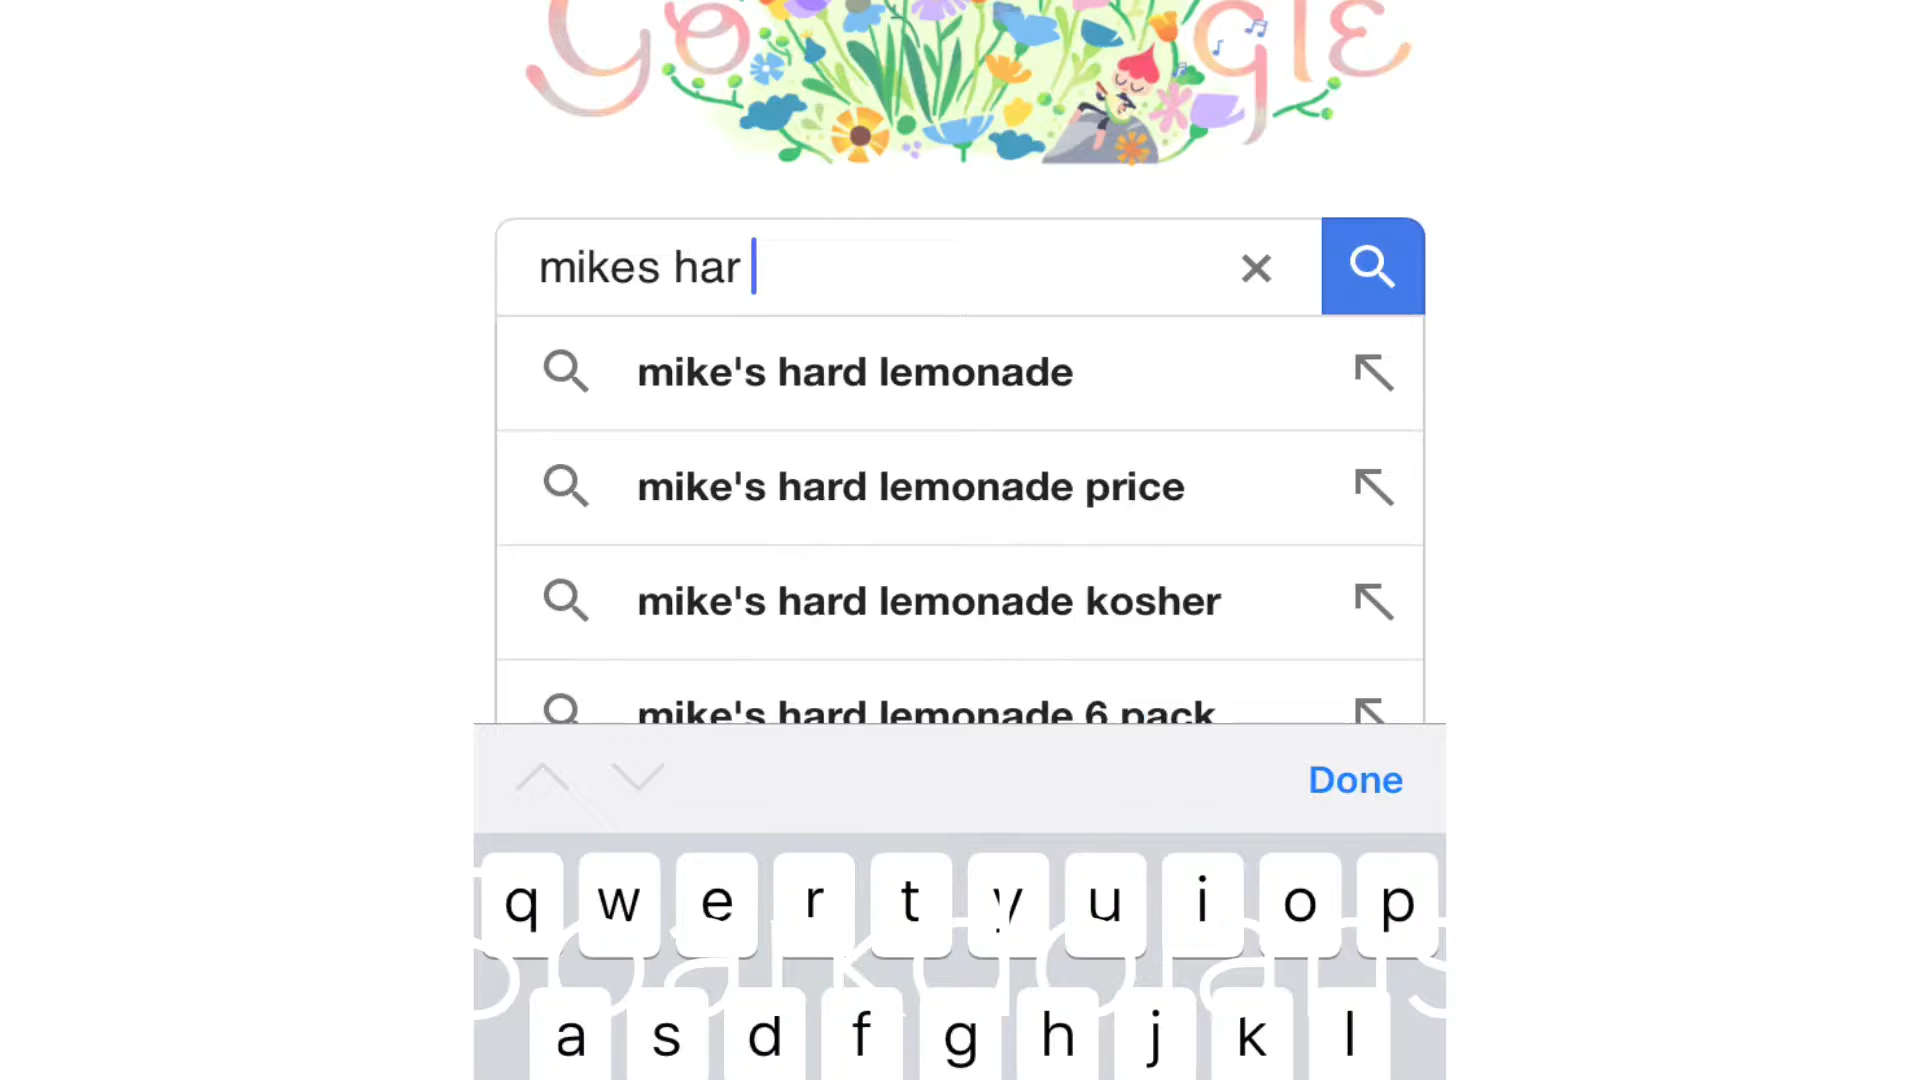 Google
mikes har
mike's hard lemonade
mike's hard lemonade price
mike's hard lemonade kosher
mike's hard lemonade 6 pack
Done
q w e r t y u i o p
a s d f g h j k l